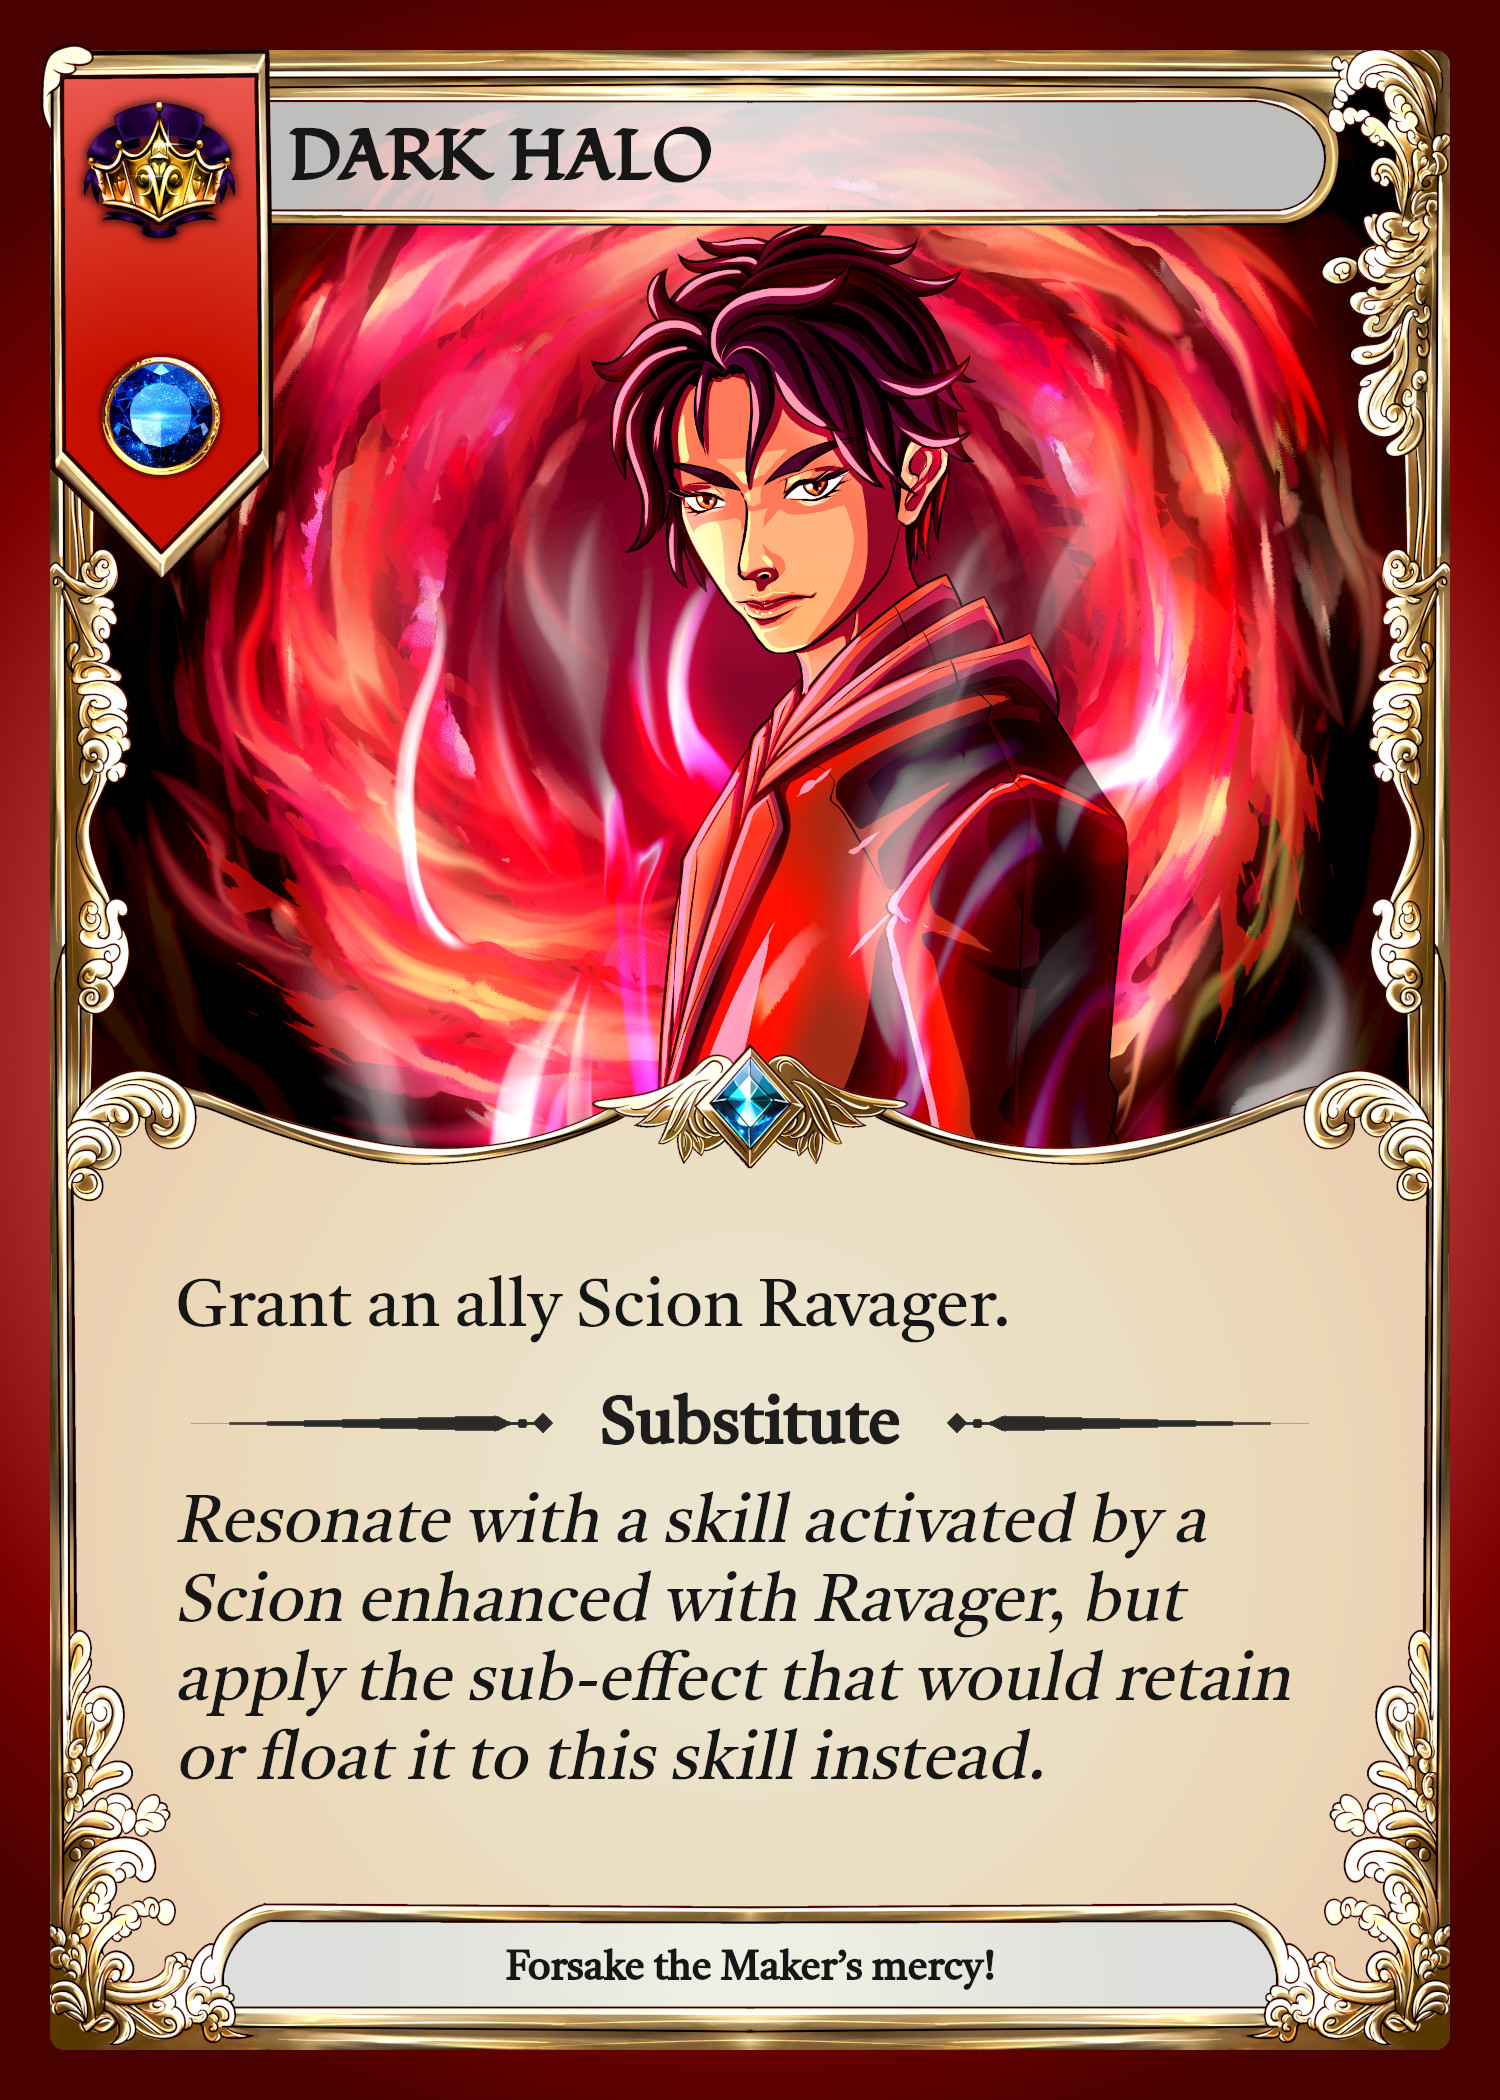 DARK HALO
Grant an ally Scion Ravager.
Substitute
Resonate with a skill activated by a
Scion enhanced with Ravager, but
apply the sub-effect that would retain
or float it to this skill instead.
Forsake the Maker’s mercy!